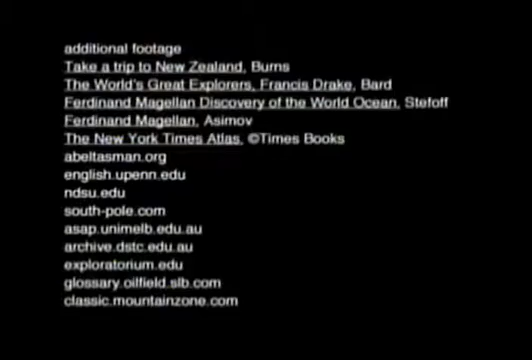 additional footage
Take a trip to New Zealand, Burns
The World's Great Explorers, Francis Drake, Bard
Ferdinand Magellan Discovery of the World Ocean, Stefoff
Ferdinand Magellan, Asimov
The New York Times Atlas, ©Times Books
abeltasman.org
english.upenn.edu
ndsu.edu
south-pole.com
asap.unimelb.edu.au
archive.dstc.edu.au
exploratorium.edu
glossary.oilfield.slb.com
classic.mountainzone.com